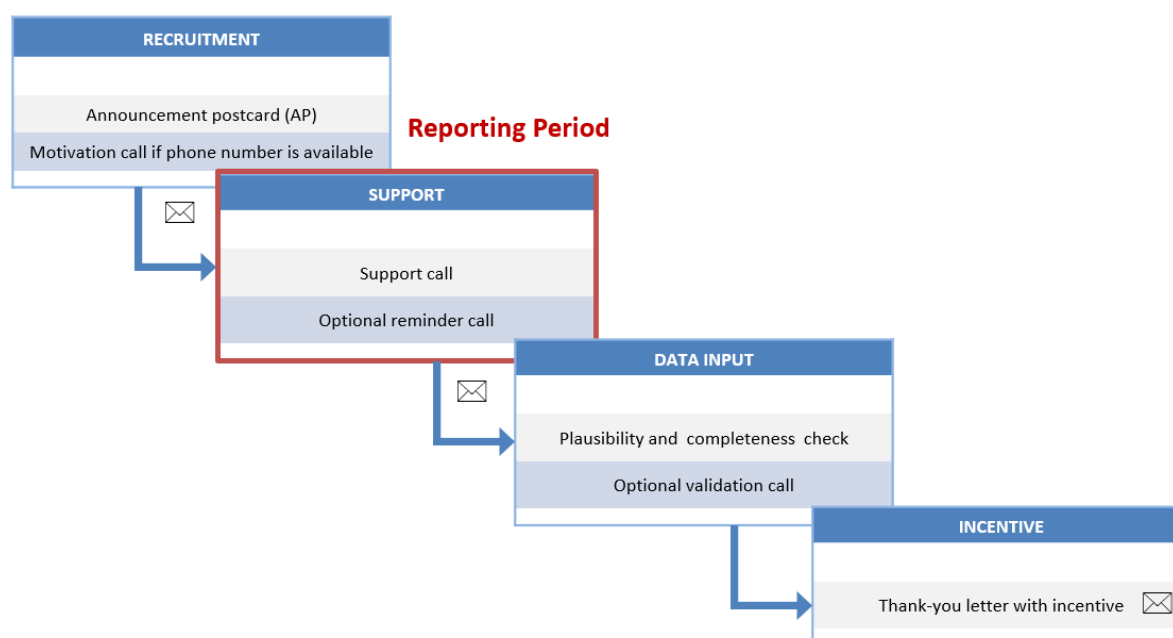 RECRUITMENT
Announcement postcard (AP)
Motivation call if phone number is available
Reporting Period
SUPPORT
Support call
Optional reminder call
DATA INPUT
Plausibility and completeness check
Optional validation call
INCENTIVE
Thank-you letter with incentive